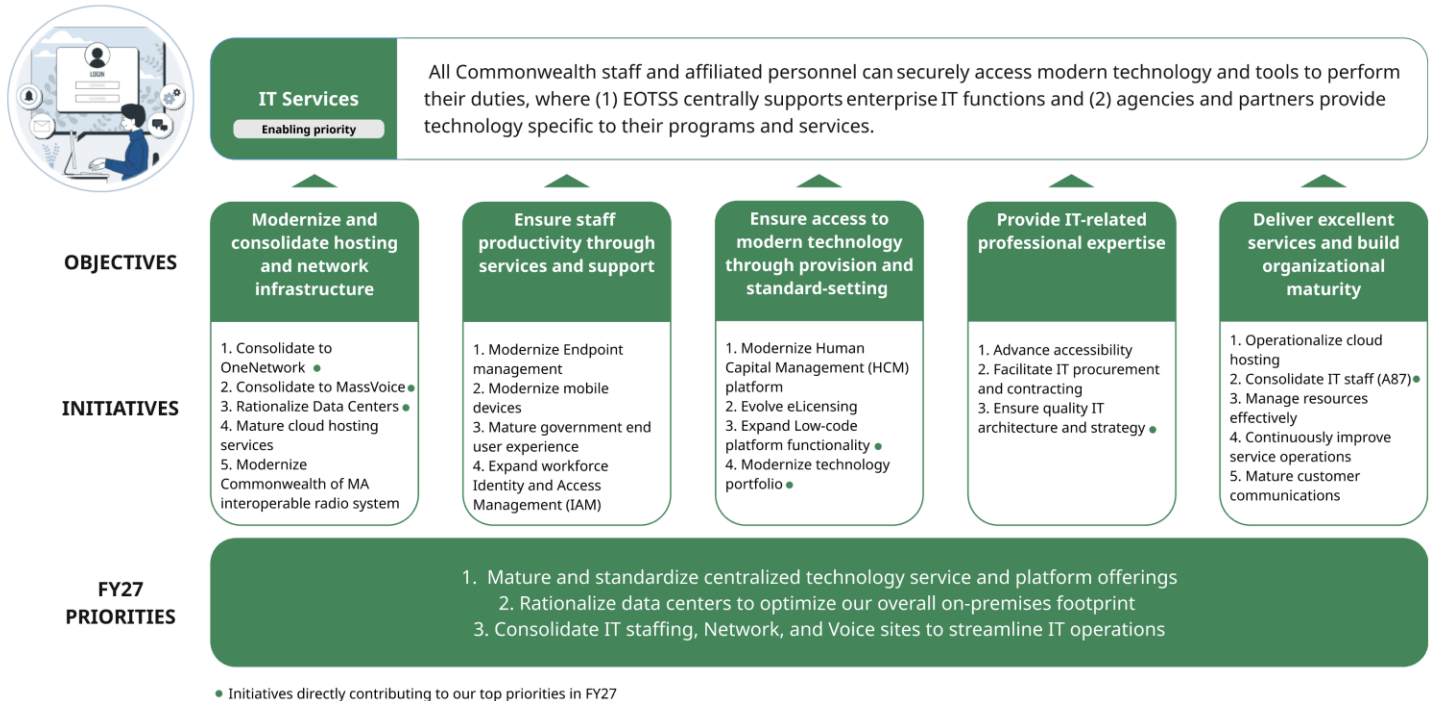 LOGIN
IT Services
Enabling priority
All Commonwealth staff and affiliated personnel can securely access modern technology and tools to perform
their duties, where (1) EOTSS centrally supports enterprise IT functions and (2) agencies and partners provide
technology specific to their programs and services.
OBJECTIVES
Modernize and
consolidate hosting
and network
infrastructure
Ensure staff
productivity through
services and support
Ensure access to
modern technology
through provision and
standard-setting
Provide IT-related
professional expertise
Deliver excellent
services and build
organizational
maturity
INITIATIVES
1. Consolidate to
OneNetwork ●
2. Consolidate to MassVoice ●
3. Rationalize Data Centers ●
4. Mature cloud hosting
services
5. Modernize
Commonwealth of MA
interoperable radio system
1. Modernize Endpoint
management
2. Modernize mobile
devices
3. Mature government end
user experience
4. Expand workforce
Identity and Access
Management (IAM)
1. Modernize Human
Capital Management (HCM)
platform
2. Evolve eLicensing
3. Expand Low-code
platform functionality ●
4. Modernize technology
portfolio ●
1. Advance accessibility
2. Facilitate IT procurement
and contracting
3. Ensure quality IT
architecture and strategy ●
1. Operationalize cloud
hosting
2. Consolidate IT staff (A87) ●
3. Manage resources
effectively
4. Continuously improve
service operations
5. Mature customer
communications
FY27
PRIORITIES
1. Mature and standardize centralized technology service and platform offerings
2. Rationalize data centers to optimize our overall on-premises footprint
3. Consolidate IT staffing, Network, and Voice sites to streamline IT operations
● Initiatives directly contributing to our top priorities in FY27